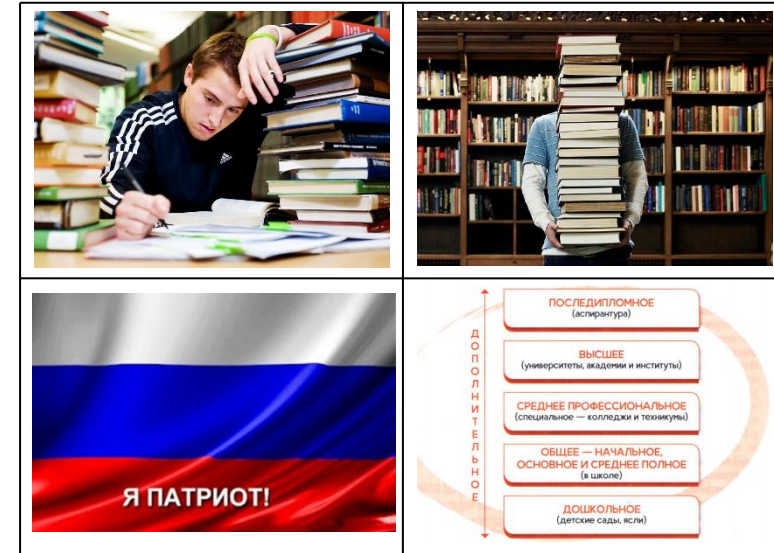 adidas
Я ПАТРИОТ!
ДОПОЛНИТЕЛЬНОЕ
ПОСЛЕДИПЛОМНОЕ
(аспирантура)
ВЫСШЕЕ
(университеты, академии и институты)
СРЕДНЕЕ ПРОФЕССИОНАЛЬНОЕ
(специальное — колледжи и техникумы)
ОБЩЕЕ — НАЧАЛЬНОЕ,
ОСНОВНОЕ И СРЕДНЕЕ ПОЛНОЕ
(в школе)
ДОШКОЛЬНОЕ
(детские сады, ясли)